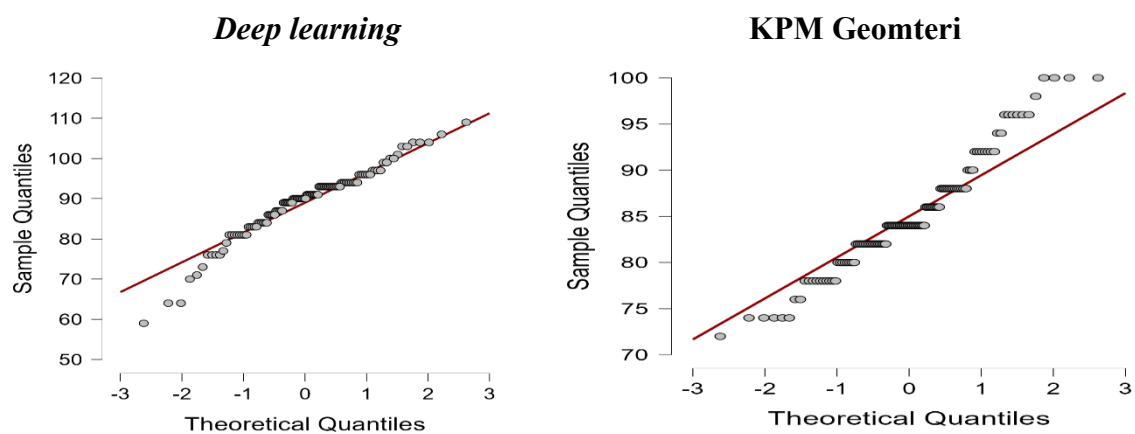 Deep learning
KPM Geomteri
120
110
100
90
80
70
60
50
Sample Quantiles
-3 -2 -1 0 1 2 3
Theoretical Quantiles
100
95
90
85
80
75
70
Sample Quantiles
-3 -2 -1 0 1 2 3
Theoretical Quantiles